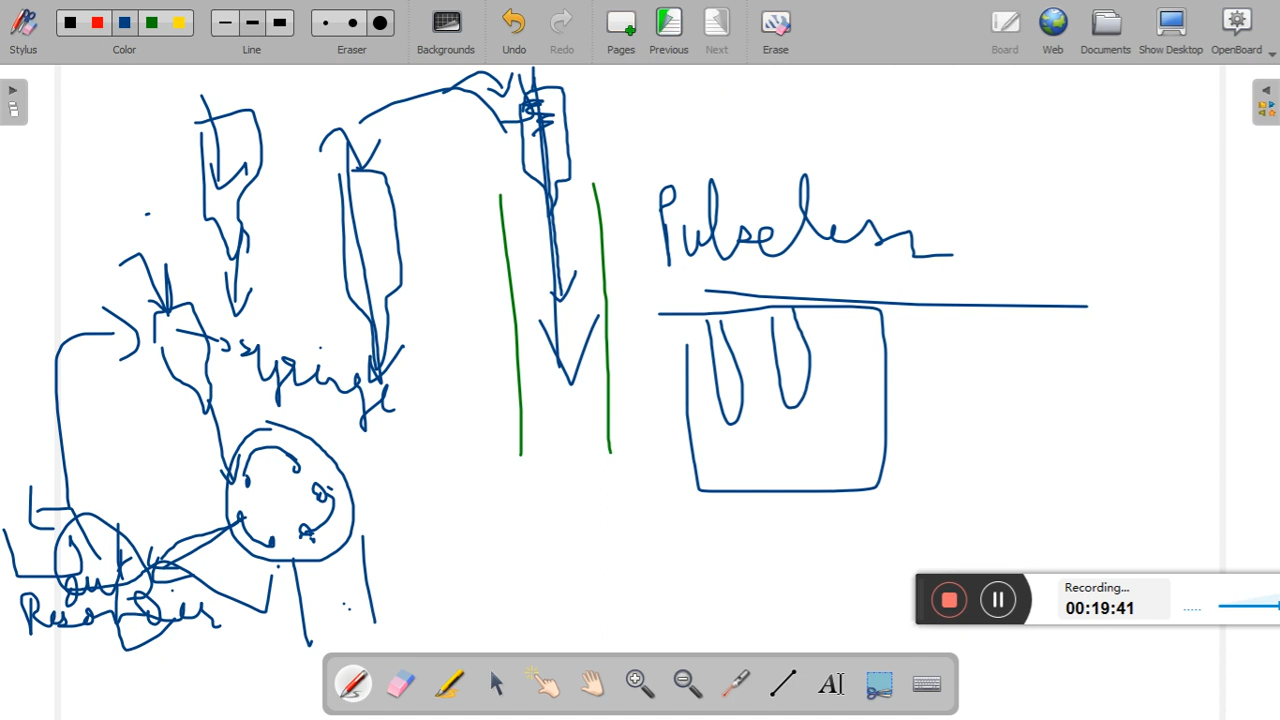 Stylus
Color
Line
Eraser
Backgrounds
Undo
Redo
Pages
Previous
Next
Erase
Board
Web
Documents
Show Desktop
OpenBoard
Pulseless
syringe
Recording...
00:19:41
AI